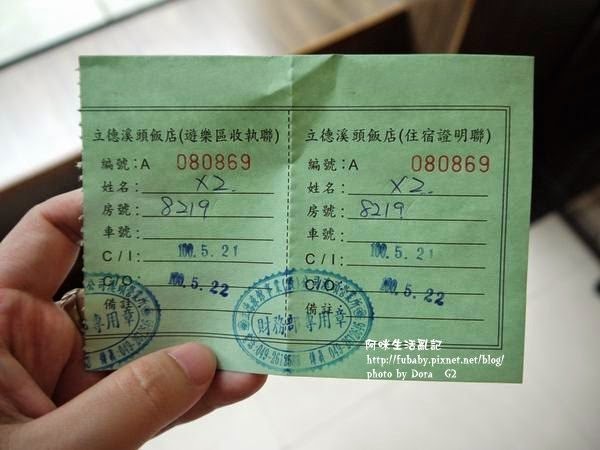 立德溪頭飯店(遊樂區收執聯)
編號：A 080869
姓名： X2.
房號： 8219
車號：
C / I： 100.5.21
C / O： 100.5.22
備註
專用章
立德溪頭飯店(住宿證明聯)
編號：A 080869
姓名： X2.
房號： 8219
車號：
C / I： 100.5.21
C / O： 100.5.22
備註
財務部 專用章
阿咪生活亂記
http://fubaby.pixnet.net/blog/
photo by Dora G2